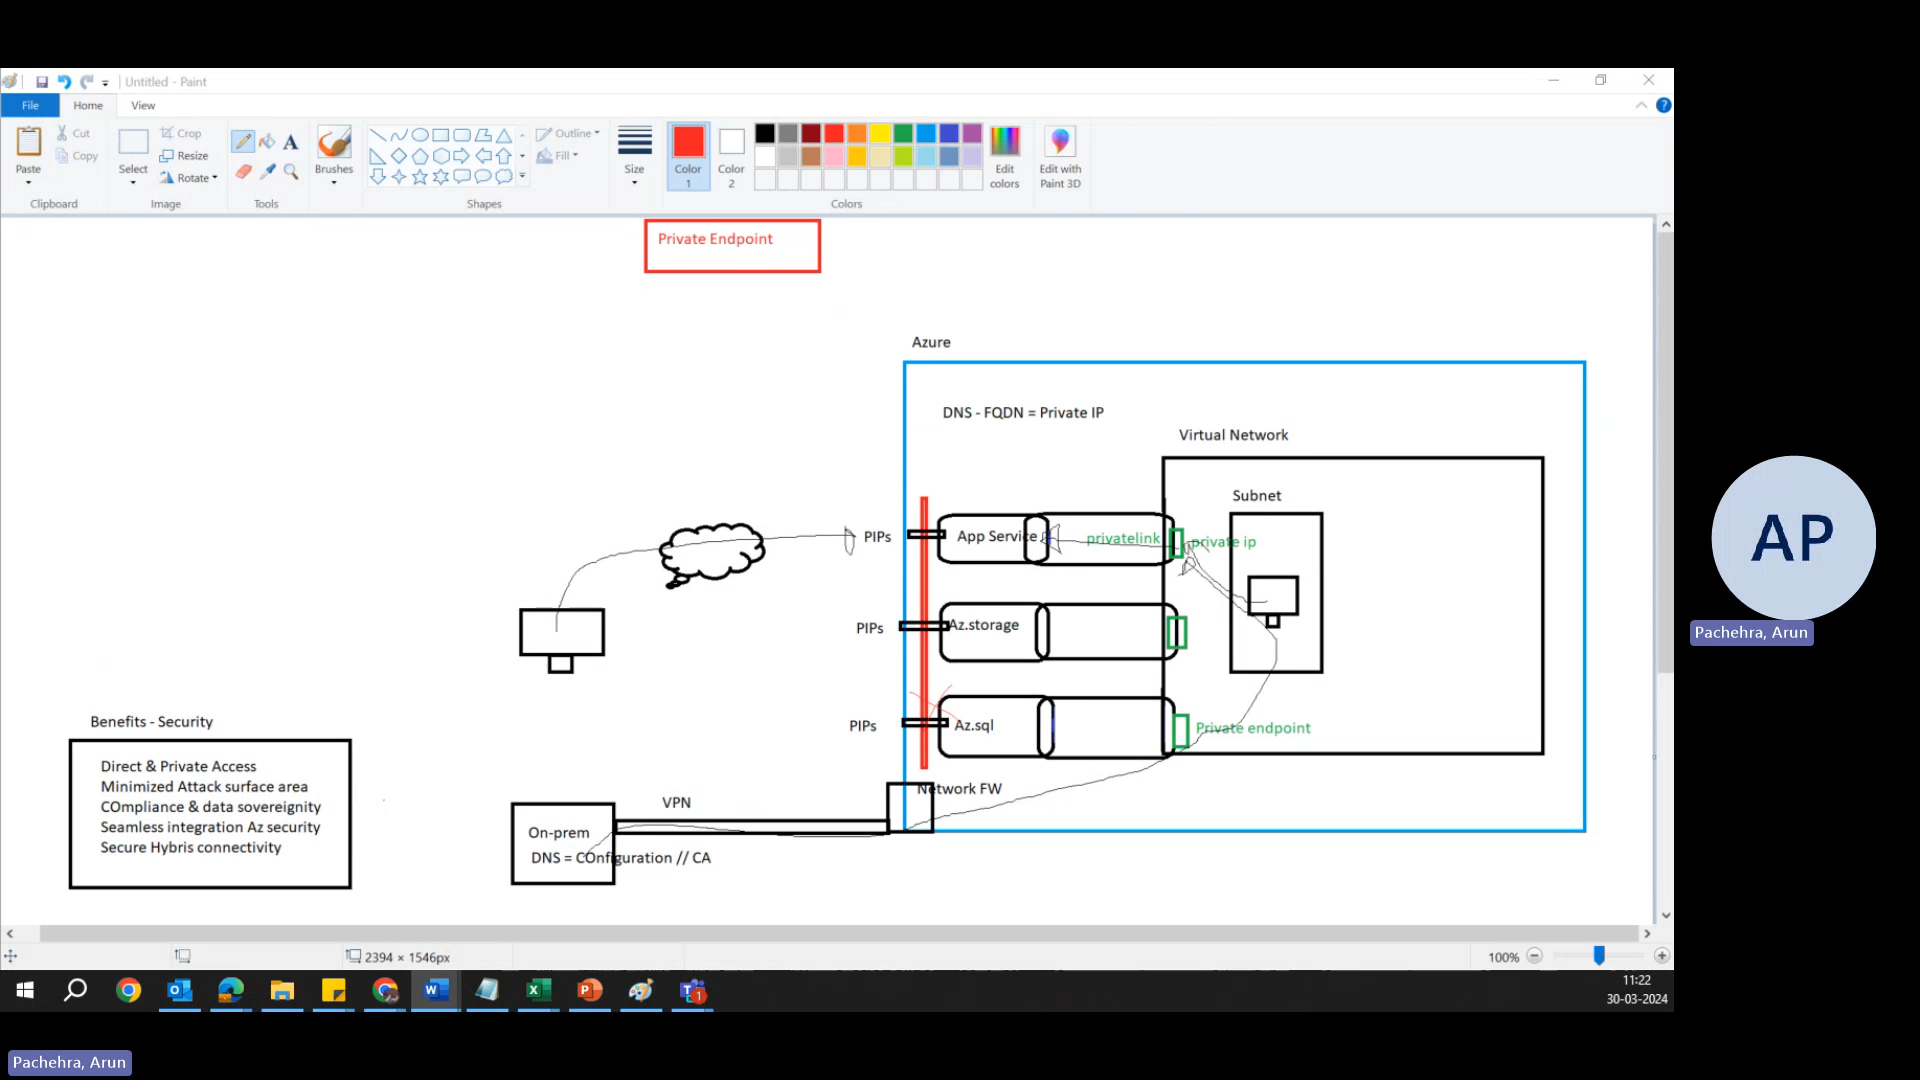 Untitled - Paint
File
Home
View
Paste
Cut
Copy
Clipboard
Select
Crop
Resize
Rotate
Image
Tools
Brushes
Shapes
Outline
Fill
Size
Color
1
Color
2
Edit
colors
Colors
Edit with
Paint 3D
Private Endpoint
Azure
DNS - FQDN = Private IP
Virtual Network
Subnet
PIPs
App Service
privatelink
private ip
PIPs
Az.storage
PIPs
Az.sql
Private endpoint
Benefits - Security
Direct & Private Access
Minimized Attack surface area
COmpliance & data sovereignity
Seamless integration Az security
Secure Hybris connectivity
Network FW
VPN
On-prem
DNS = COnfiguration // CA
2394 × 1546px
100%
11:22
30-03-2024
1
AP
Pachehra, Arun
Pachehra, Arun